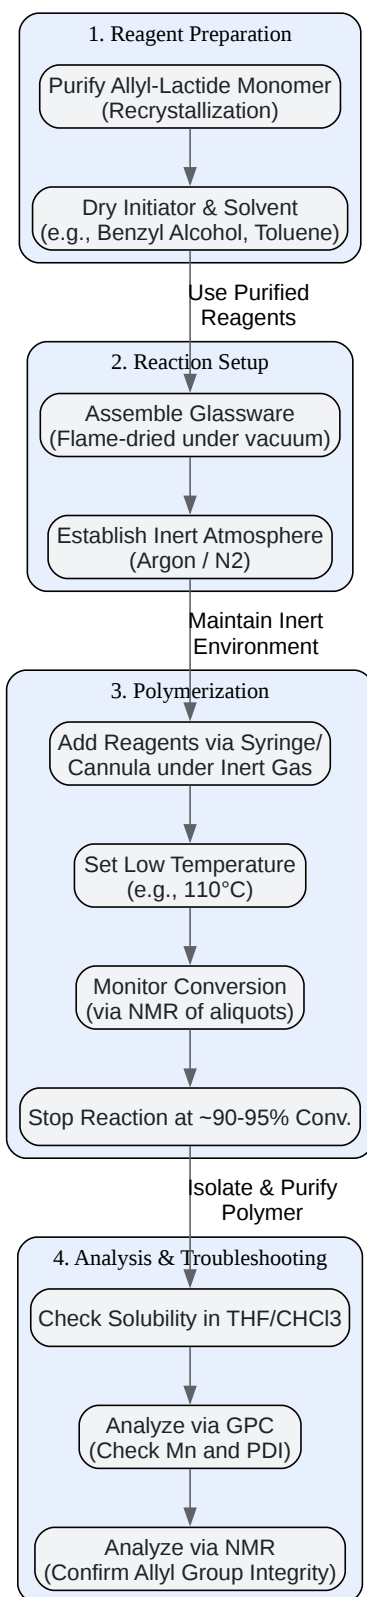 1. Reagent Preparation
Purify Allyl-Lactide Monomer
(Recrystallization)
Dry Initiator & Solvent
(e.g., Benzyl Alcohol, Toluene)
Use Purified
Reagents
2. Reaction Setup
Assemble Glassware
(Flame-dried under vacuum)
Establish Inert Atmosphere
(Argon / N2)
Maintain Inert
Environment
3. Polymerization
Add Reagents via Syringe/
Cannula under Inert Gas
Set Low Temperature
(e.g., 110°C)
Monitor Conversion
(via NMR of aliquots)
Stop Reaction at ~90-95% Conv.
Isolate & Purify
Polymer
4. Analysis & Troubleshooting
Check Solubility in THF/CHCl3
Analyze via GPC
(Check Mn and PDI)
Analyze via NMR
(Confirm Allyl Group Integrity)